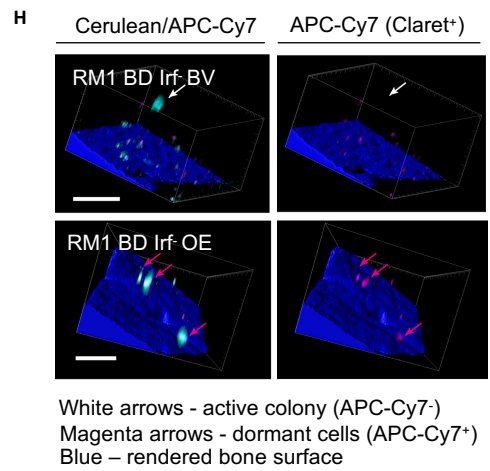 H
Cerulean/APC-Cy7 APC-Cy7 (Claret⁺)
RM1 BD Irf⁻ BV
RM1 BD Irf⁻ OE
White arrows - active colony (APC-Cy7⁻)
Magenta arrows - dormant cells (APC-Cy7⁺)
Blue – rendered bone surface